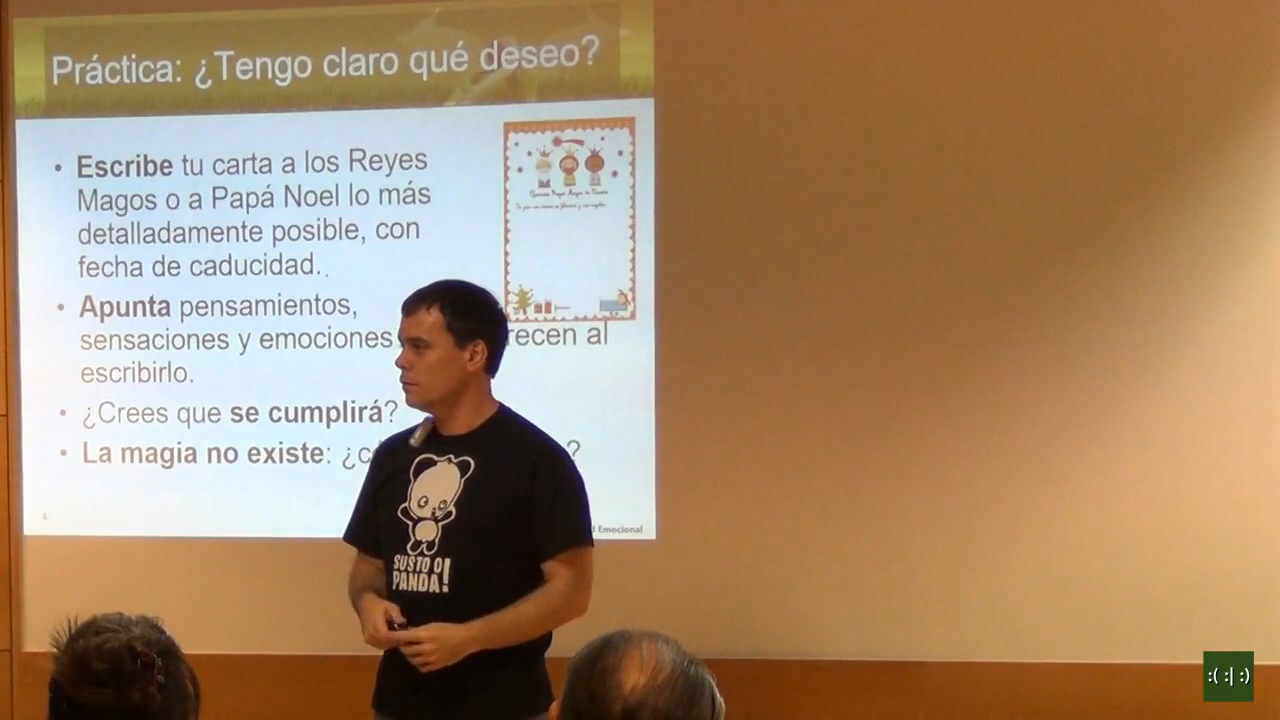 Práctica: ¿Tengo claro qué deseo?
• Escribe tu carta a los Reyes
Magos o a Papá Noel lo más
detalladamente posible, con
fecha de caducidad.
• Apunta pensamientos,
sensaciones y emociones recen al
escribirlo.
• ¿Crees que se cumplirá?
• La magia no existe: ¿c ?
6
Emocional
SUSTO O
PANDA!
:( :| :)